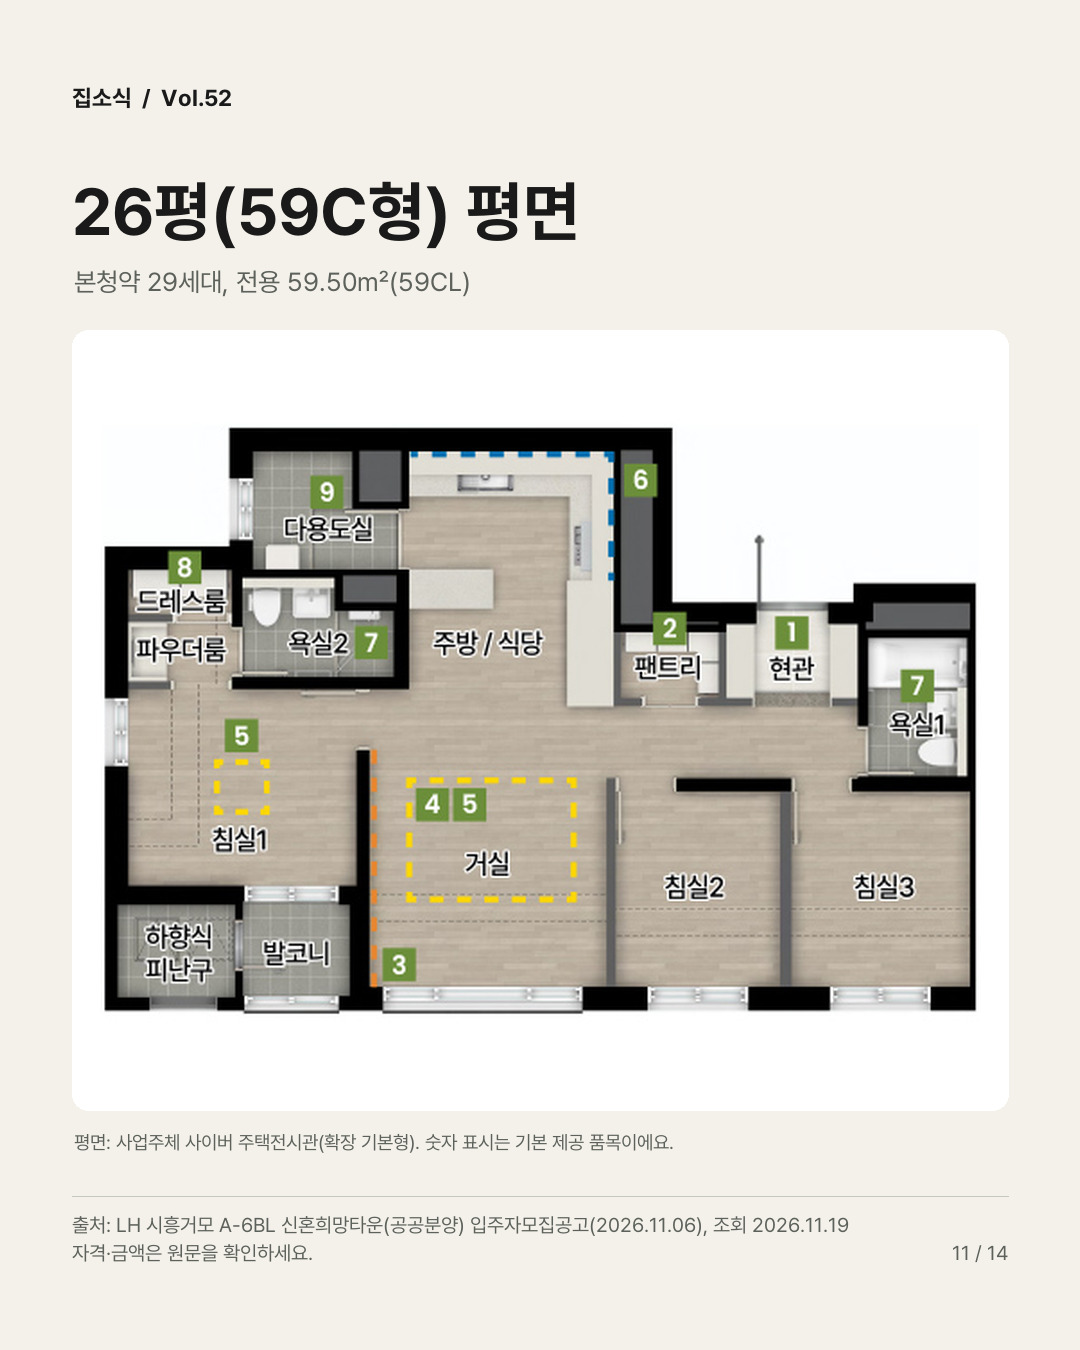 집소식 / Vol.52
26평(59C형) 평면
본청약 29세대, 전용 59.50m²(59CL)
9
다용도실
6
8
드레스룸
파우더룸
욕실2
7
주방 / 식당
2
팬트리
1
현관
7
욕실1
5
침실1
4
5
거실
침실2
침실3
하향식
피난구
발코니
3
평면: 사업주체 사이버 주택전시관(확장 기본형). 숫자 표시는 기본 제공 품목이에요.
출처: LH 시흥거모 A-6BL 신혼희망타운(공공분양) 입주자모집공고(2026.11.06), 조회 2026.11.19
자격·금액은 원문을 확인하세요.
11 / 14